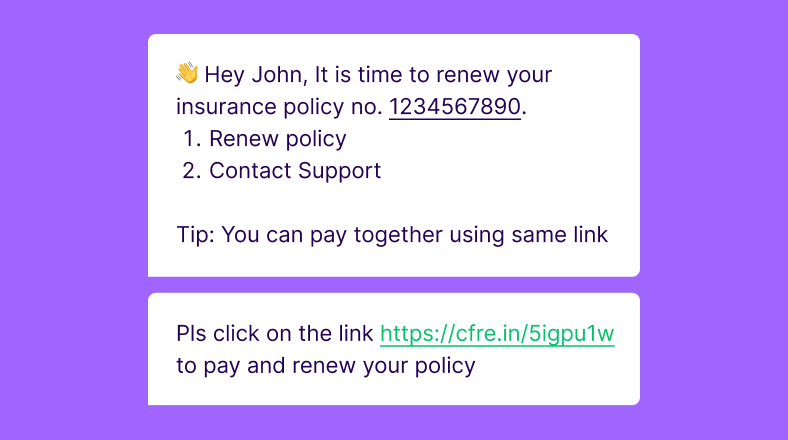 👋 Hey John, It is time to renew your
insurance policy no. 1234567890.
1. Renew policy
2. Contact Support
Tip: You can pay together using same link
Pls click on the link https://cfre.in/5igpu1w
to pay and renew your policy